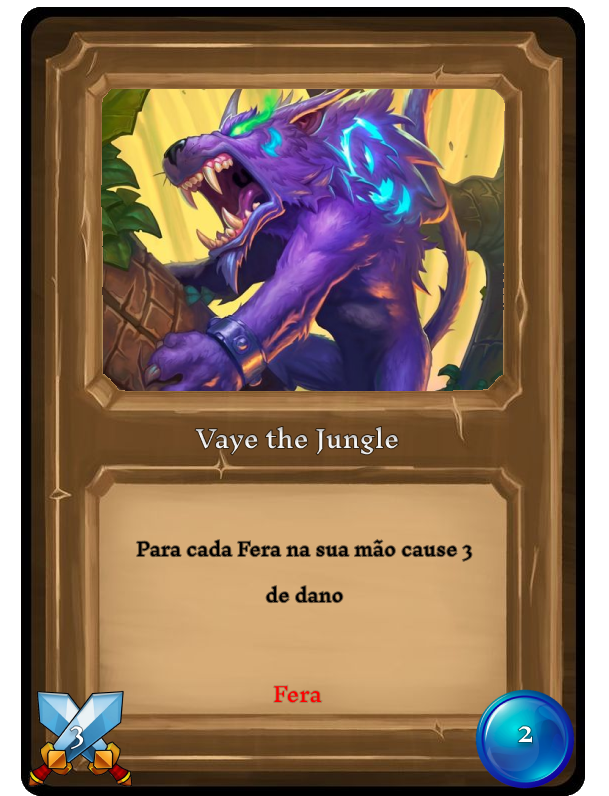 Vaye the Jungle
Para cada Fera na sua mão cause 3
de dano
Fera
3
2